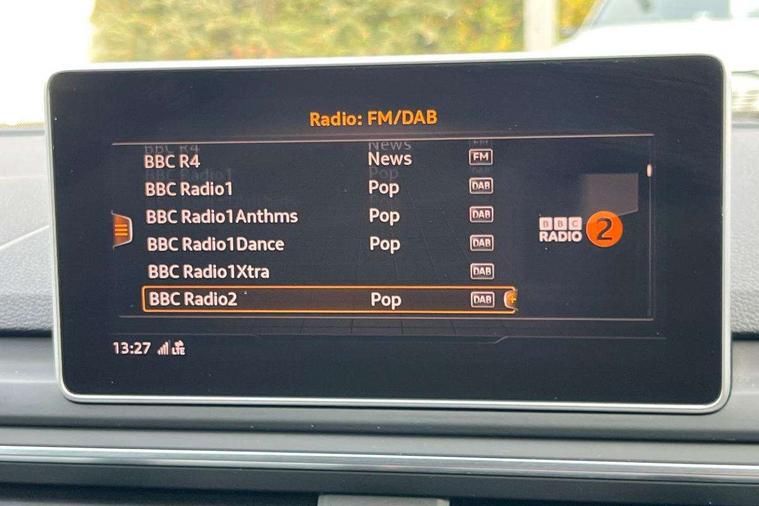 Radio: FM/DAB
BBC R4 News FM
BBC Radio1 Pop DAB
BBC Radio1Anthms Pop DAB
BBC Radio1Dance Pop DAB
BBC Radio1Xtra DAB
BBC Radio2 Pop DAB
BBC
RADIO 2
13:27 LTE